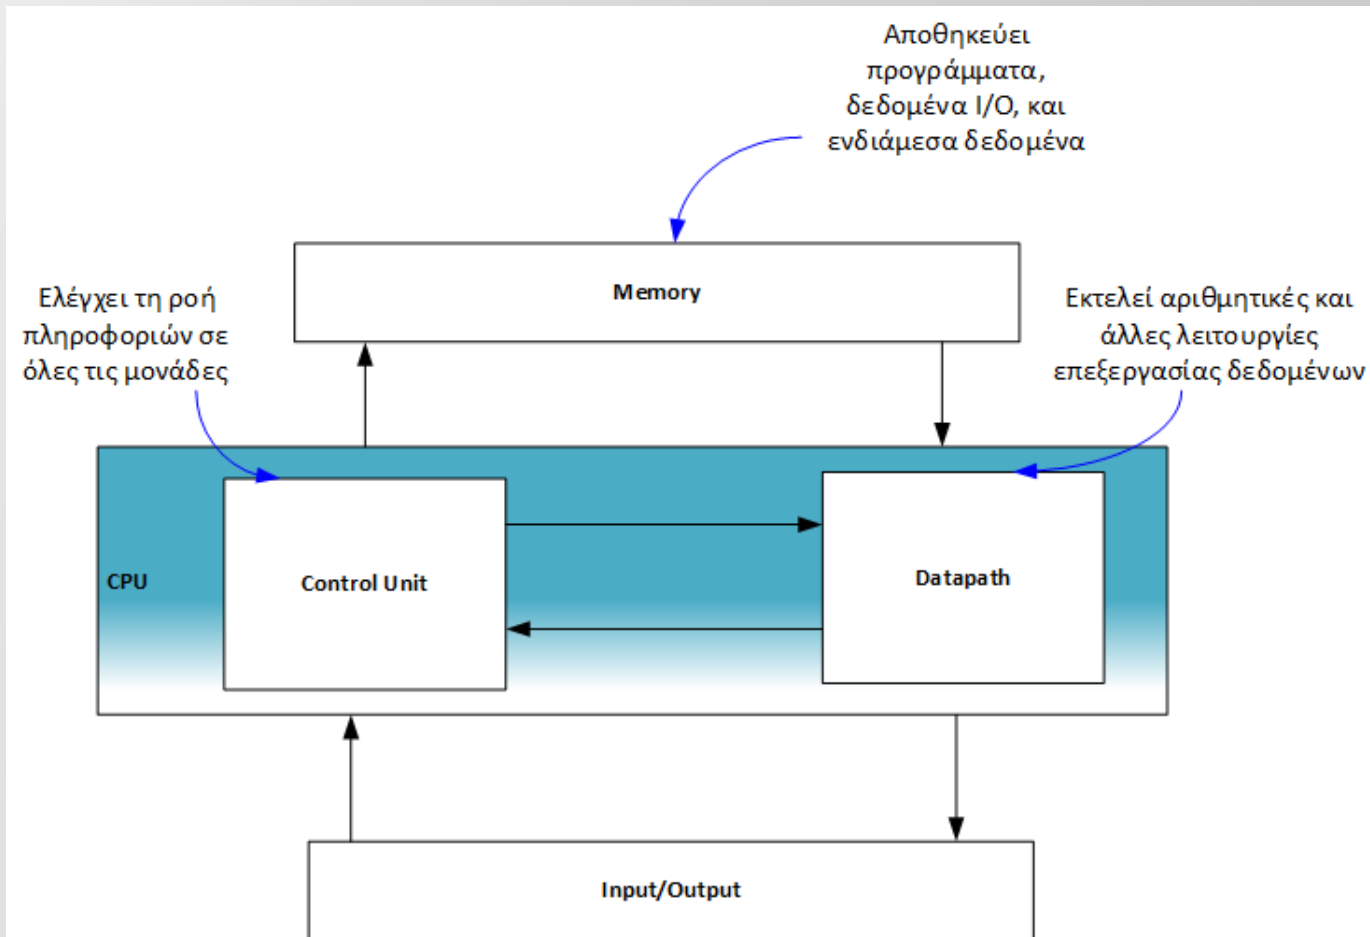 Αποθηκεύει
προγράμματα,
δεδομένα I/O, και
ενδιάμεσα δεδομένα
Memory
Ελέγχει τη ροή
πληροφοριών σε
όλες τις μονάδες
Εκτελεί αριθμητικές και
άλλες λειτουργίες
επεξεργασίας δεδομένων
CPU
Control Unit
Datapath
Input/Output